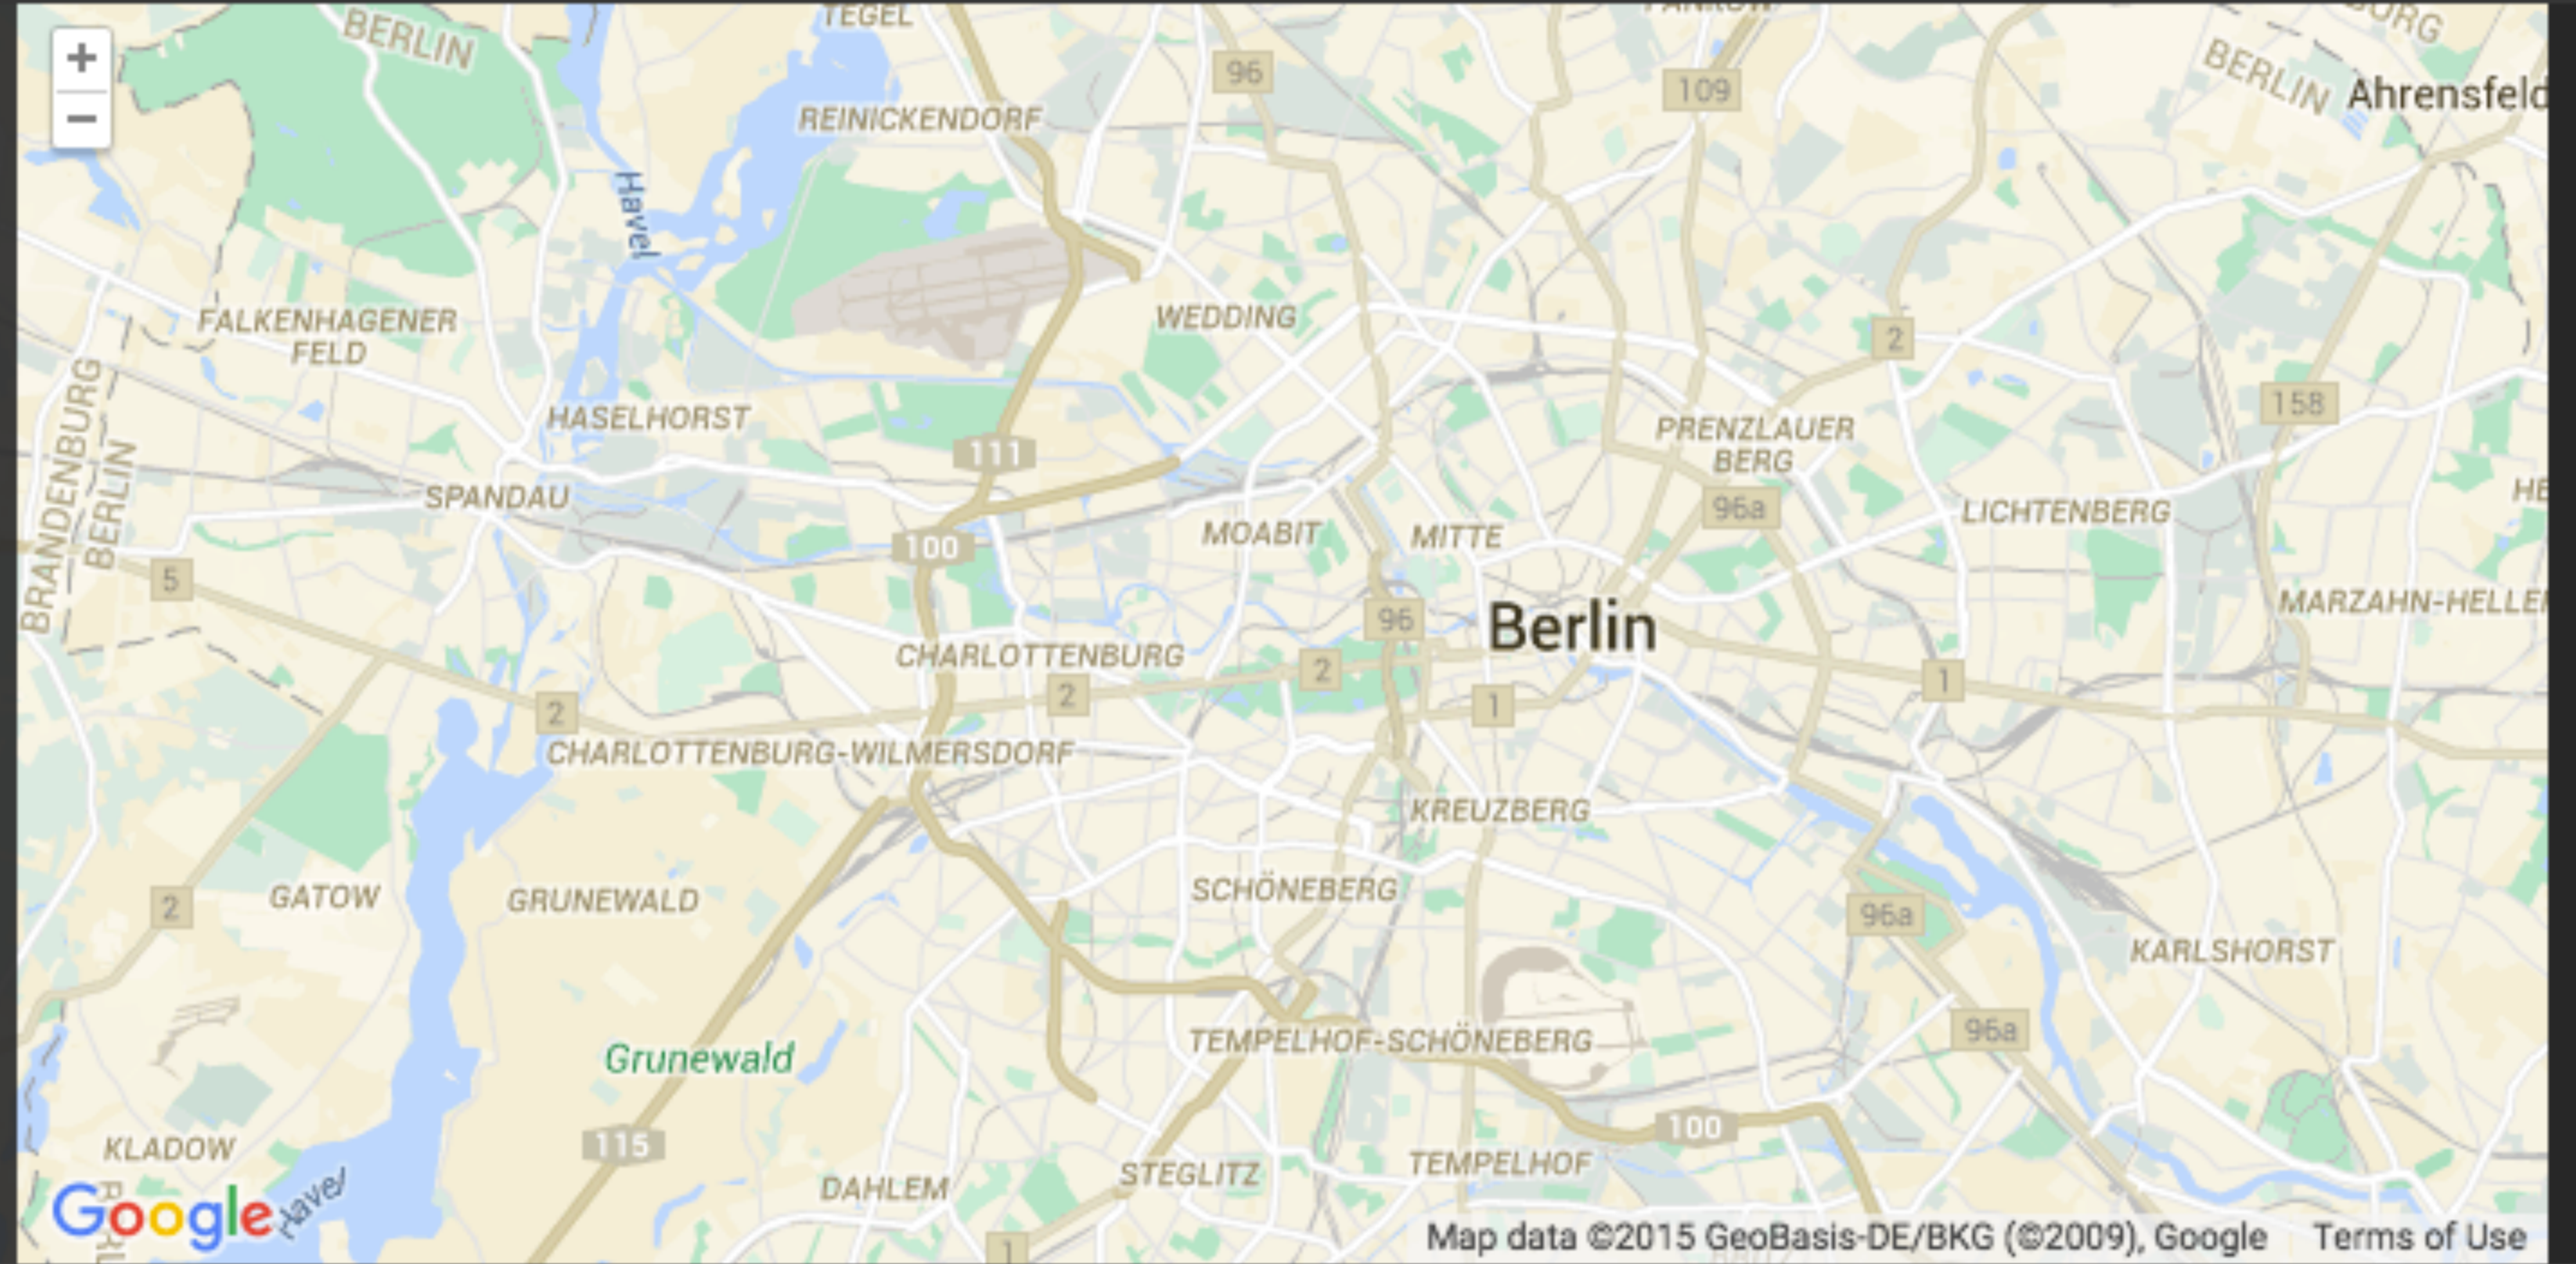 TEGEL
PANKOW
BERLIN
BERLIN
Ahrensfeld
+
−
96
109
REINICKENDORF
Havel
FALKENHAGENER
FELD
WEDDING
2
158
HASELHORST
BRANDENBURG
BERLIN
111
PRENZLAUER
BERG
SPANDAU
96a
LICHTENBERG
MOABIT
MITTE
100
5
96
Berlin
MARZAHN-HELLE
CHARLOTTENBURG
2
2
2
1
1
CHARLOTTENBURG-WILMERSDORF
KREUZBERG
GATOW
GRUNEWALD
SCHÖNEBERG
2
96a
KARLSHORST
Grunewald
TEMPELHOF-SCHÖNEBERG
96a
KLADOW
115
100
DAHLEM
STEGLITZ
TEMPELHOF
Google
Havel
1
Map data ©2015 GeoBasis-DE/BKG (©2009), Google
Terms of Use